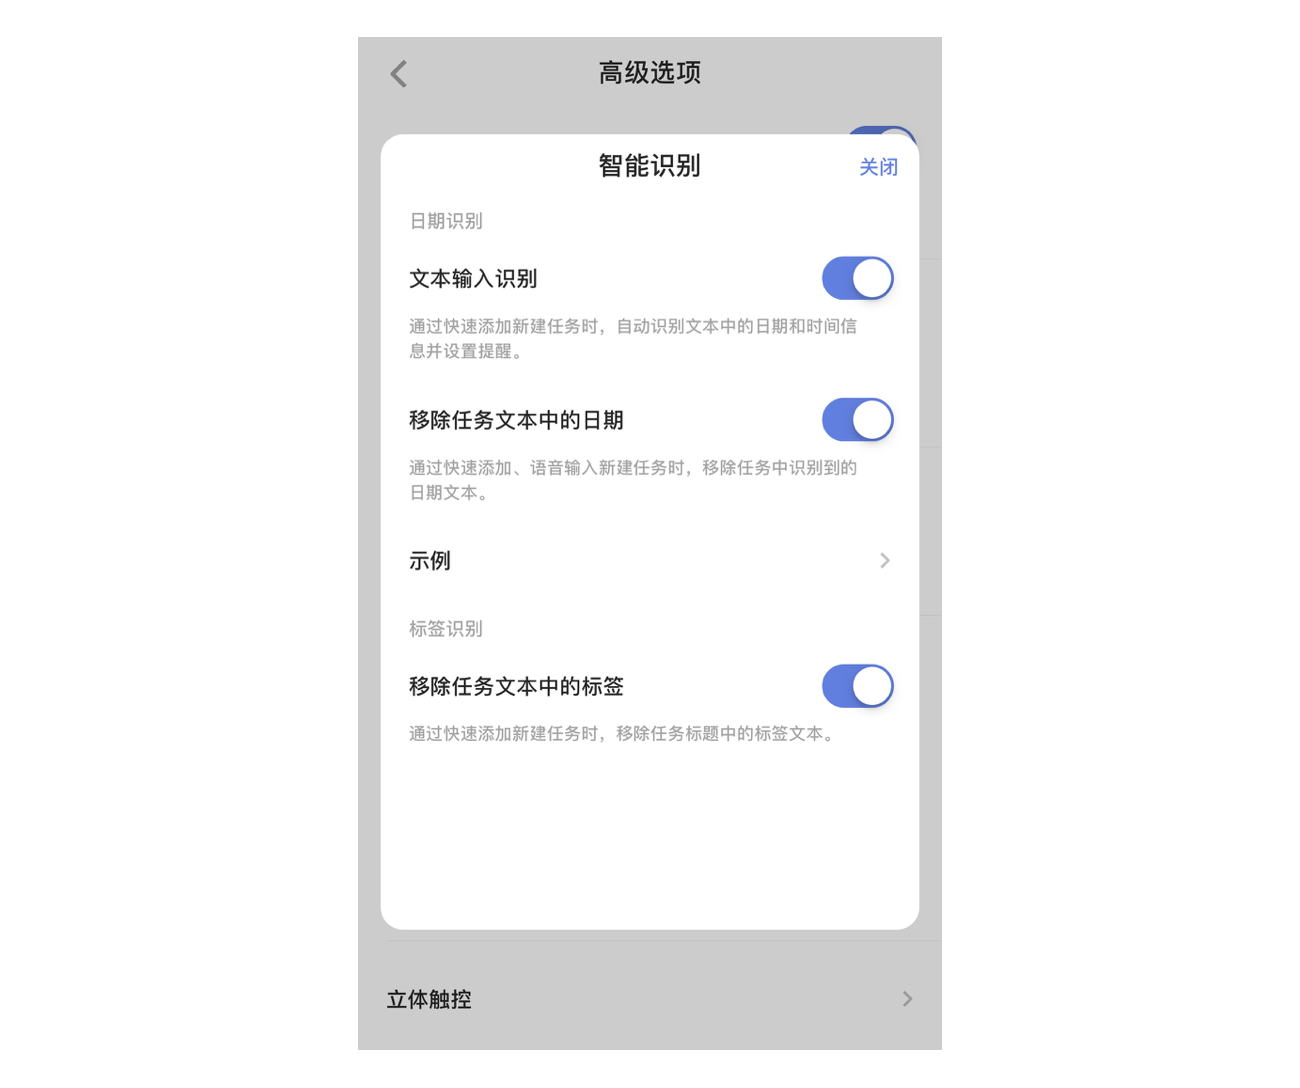 高级选项
智能识别
关闭
日期识别
文本输入识别
通过快速添加新建任务时，自动识别文本中的日期和时间信
息并设置提醒。
移除任务文本中的日期
通过快速添加、语音输入新建任务时，移除任务中识别到的
日期文本。
示例
标签识别
移除任务文本中的标签
通过快速添加新建任务时，移除任务标题中的标签文本。
立体触控